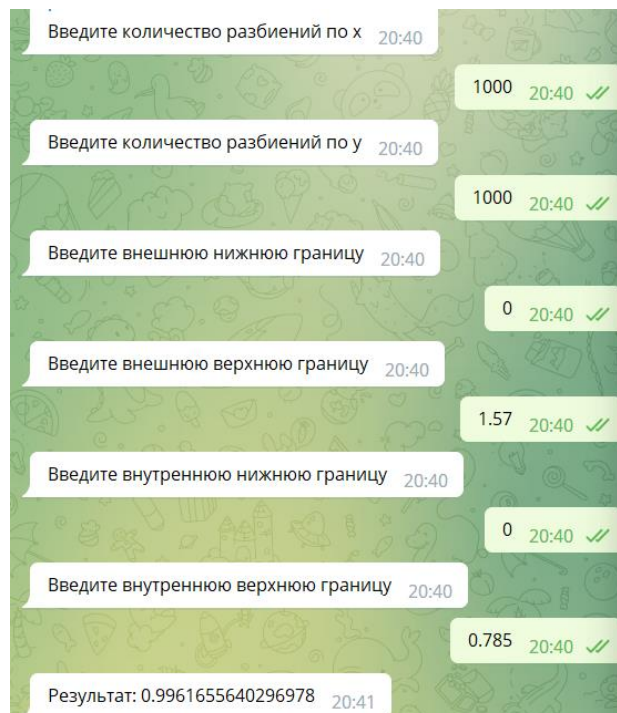 Введите количество разбиений по x 20:40
1000 20:40
Введите количество разбиений по y 20:40
1000 20:40
Введите внешнюю нижнюю границу 20:40
0 20:40
Введите внешнюю верхнюю границу 20:40
1.57 20:40
Введите внутреннюю нижнюю границу 20:40
0 20:40
Введите внутреннюю верхнюю границу 20:40
0.785 20:40
Результат: 0.9961655640296978 20:41